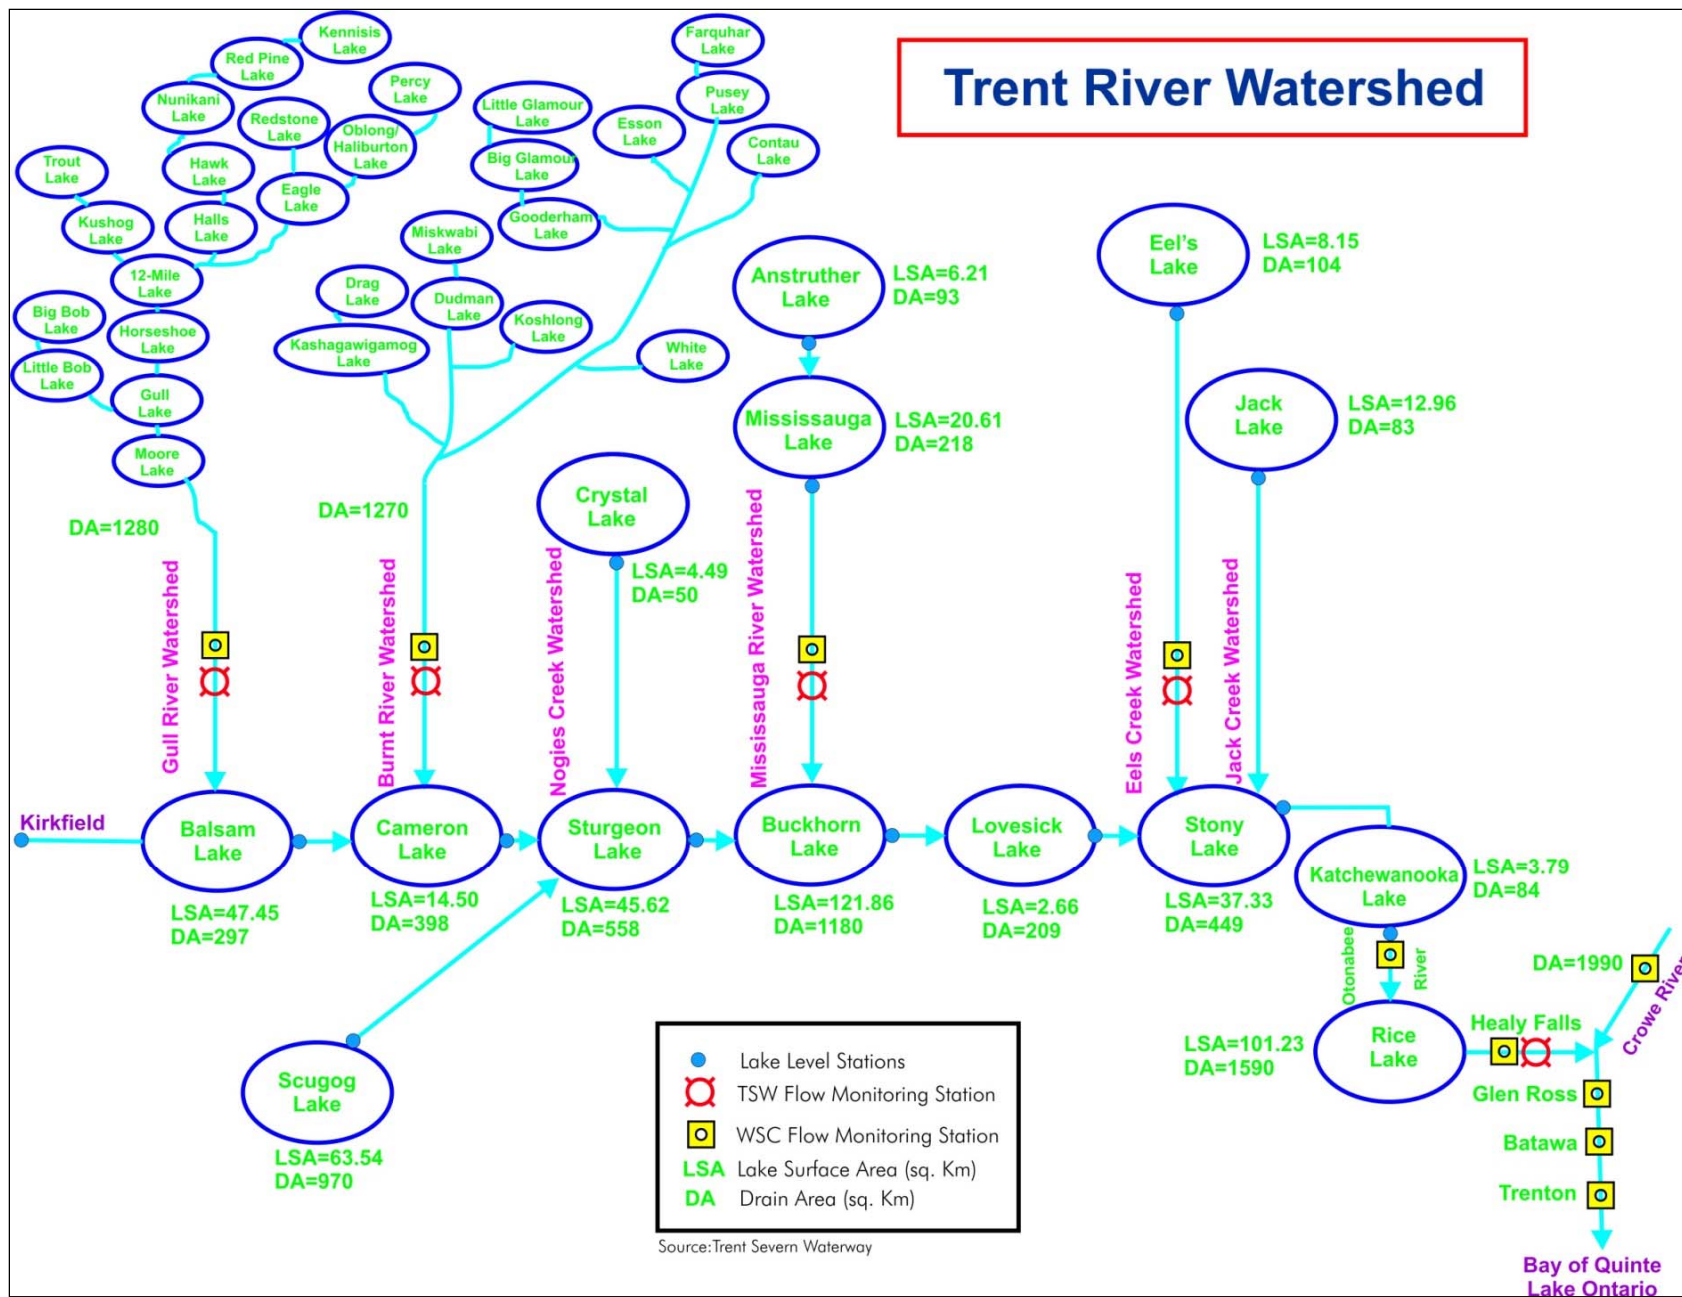 Trent River Watershed
Kennisis
Lake
Red Pine
Lake
Nunikani
Lake
Redstone
Lake
Percy
Lake
Oblong/
Haliburton
Lake
Trout
Lake
Hawk
Lake
Eagle
Lake
Kushog
Lake
Halls
Lake
12-Mile
Lake
Big Bob
Lake
Horseshoe
Lake
Little Bob
Lake
Gull
Lake
Moore
Lake
DA=1280
Gull River Watershed
Farquhar
Lake
Pusey
Lake
Little Glamour
Lake
Esson
Lake
Contau
Lake
Big Glamour
Lake
Gooderham
Lake
Miskwabi
Lake
Drag
Lake
Dudman
Lake
Koshlong
Lake
Kashagawigamog
Lake
White
Lake
DA=1270
Burnt River Watershed
Crystal
Lake
LSA=4.49
DA=50
Nogies Creek Watershed
Anstruther
Lake
LSA=6.21
DA=93
Mississauga
Lake
LSA=20.61
DA=218
Mississauga River Watershed
Eel's
Lake
LSA=8.15
DA=104
Jack
Lake
LSA=12.96
DA=83
Eels Creek Watershed
Jack Creek Watershed
Kirkfield
Balsam
Lake
LSA=47.45
DA=297
Cameron
Lake
LSA=14.50
DA=398
Sturgeon
Lake
LSA=45.62
DA=558
Buckhorn
Lake
LSA=121.86
DA=1180
Lovesick
Lake
LSA=2.66
DA=209
Stony
Lake
LSA=37.33
DA=449
Katchewanooka
Lake
LSA=3.79
DA=84
Otonabee
River
Scugog
Lake
LSA=63.54
DA=970
Rice
Lake
LSA=101.23
DA=1590
Healy Falls
DA=1990
Crowe River
Glen Ross
Batawa
Trenton
Bay of Quinte
Lake Ontario
Lake Level Stations
TSW Flow Monitoring Station
WSC Flow Monitoring Station
LSA Lake Surface Area (sq. Km)
DA Drain Area (sq. Km)
Source:Trent Severn Waterway